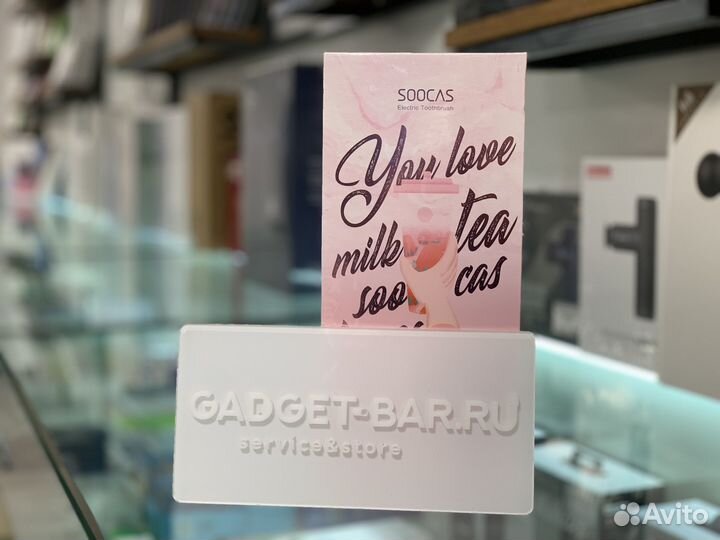 SOOCAS
Electric Toothbrush
You love
milk tea
soo cas
GADGET-BAR.RU
service&store
Avito